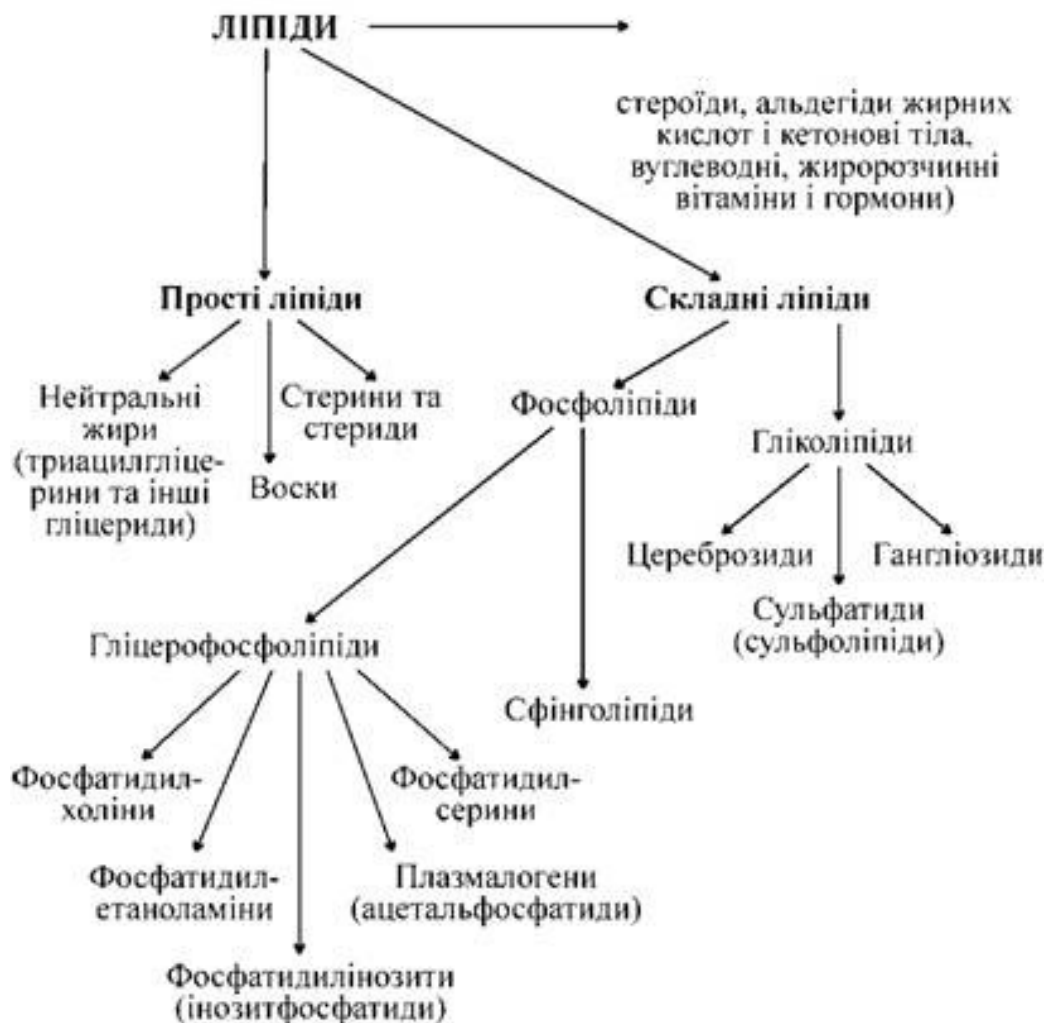 ЛІПІДИ
стероїди, альдегіди жирних
кислот і кетонові тіла,
вуглеводні, жиророзчинні
вітаміни і гормони)
Прості ліпіди
Складні ліпіди
Нейтральні
жири
(триацилгліце-
рини та інші
гліцериди)
Стерини та
стериди
Воски
Фосфоліпіди
Гліколіпіди
Цереброзиди
Гангліозиди
Сульфатиди
(сульфоліпіди)
Гліцерофосфоліпіди
Сфінголіпіди
Фосфатидил-
холіни
Фосфатидил-
серини
Фосфатидил-
етаноламіни
Плазмалогени
(ацетальфосфатиди)
Фосфатидилінозити
(інозитфосфатиди)